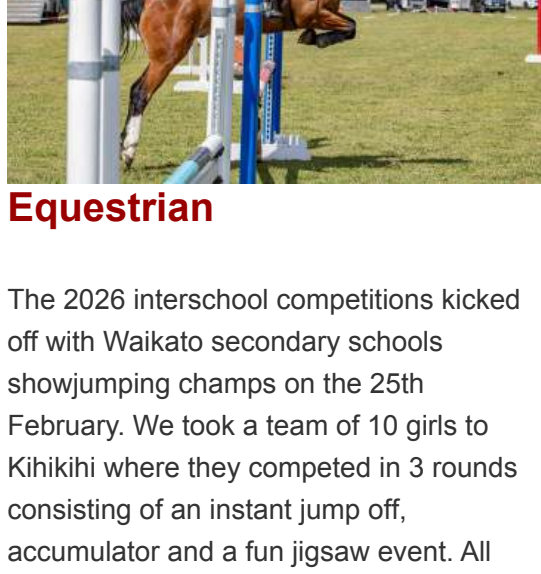 Equestrian
The 2026 interschool competitions kicked
off with Waikato secondary schools
showjumping champs on the 25th
February. We took a team of 10 girls to
Kihikihi where they competed in 3 rounds
consisting of an instant jump off,
accumulator and a fun jigsaw event. All